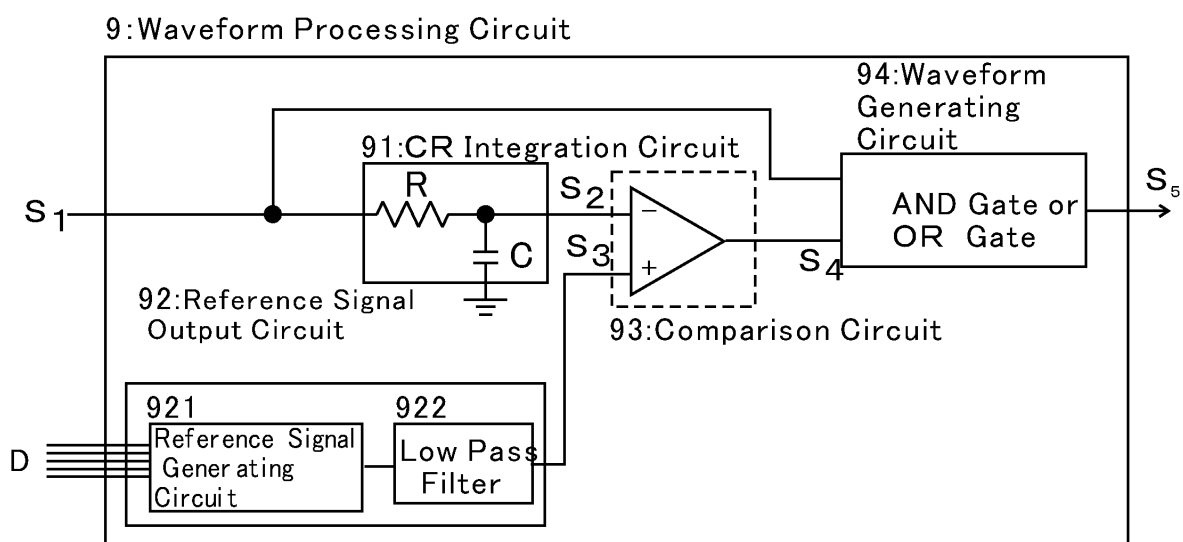 9:Waveform Processing Circuit
94:Waveform
Generating
Circuit
91:CR Integration Circuit
R
S1
S2
S3
C
S4
AND Gate or
OR Gate
S5
92:Reference Signal
Output Circuit
93:Comparison Circuit
921
922
Reference Signal
Generating
Circuit
Low Pass
Filter
D